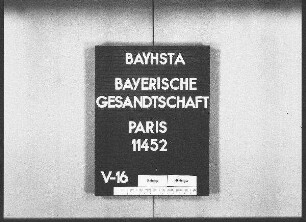 BAYHSTA
BAYERISCHE
GESANDTSCHAFT
PARIS
11452
V-16